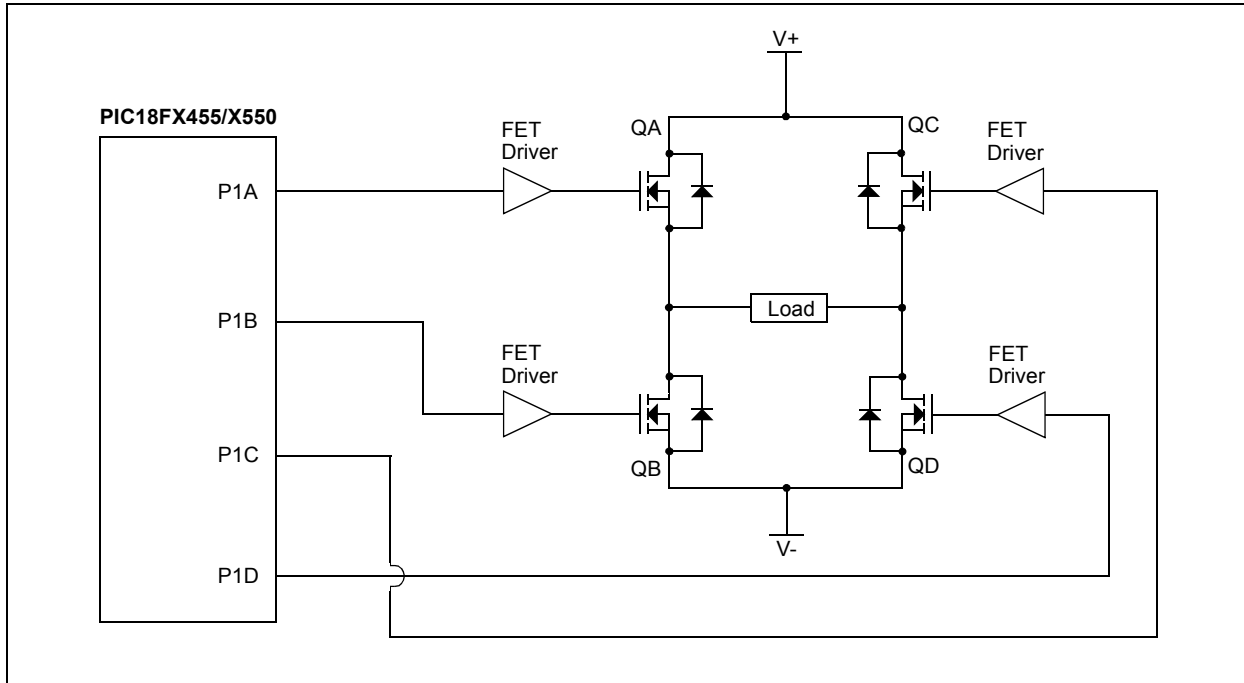 V+
PIC18FX455/X550
FET
Driver
QA
QC
FET
Driver
P1A
Load
P1B
FET
Driver
FET
Driver
P1C
QB
QD
V-
P1D